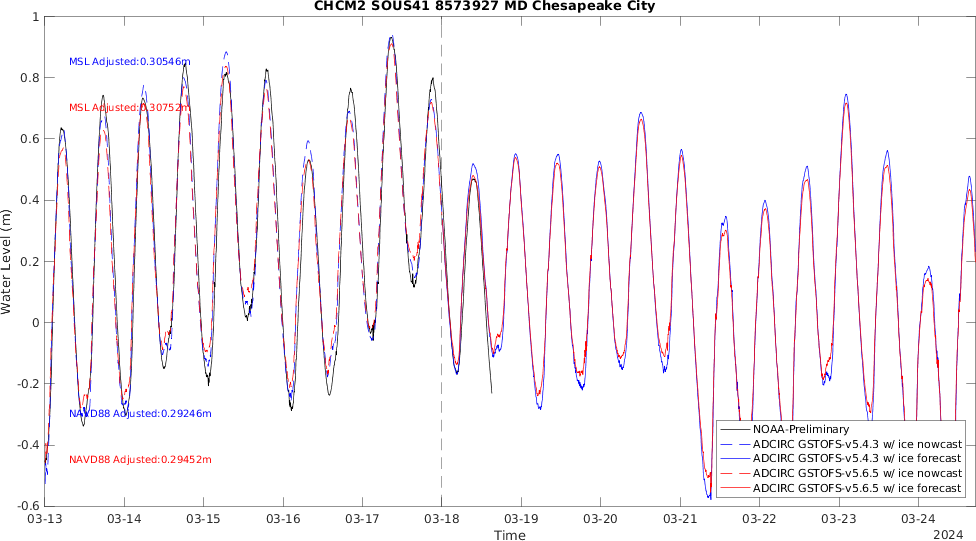 CHCM2 SOUS41 8573927 MD Chesapeake City
Water Level (m)
1
0.8
0.6
0.4
0.2
0
-0.2
-0.4
-0.6
MSL Adjusted:0.30546m
MSL Adjusted:0.30752m
NAVD88 Adjusted:0.29246m
NAVD88 Adjusted:0.29452m
NOAA-Preliminary
ADCIRC GSTOFS-v5.4.3 w/ ice nowcast
ADCIRC GSTOFS-v5.4.3 w/ ice forecast
ADCIRC GSTOFS-v5.6.5 w/ ice nowcast
ADCIRC GSTOFS-v5.6.5 w/ ice forecast
03-13 03-14 03-15 03-16 03-17 03-18 03-19 03-20 03-21 03-22 03-23 03-24
Time
2024